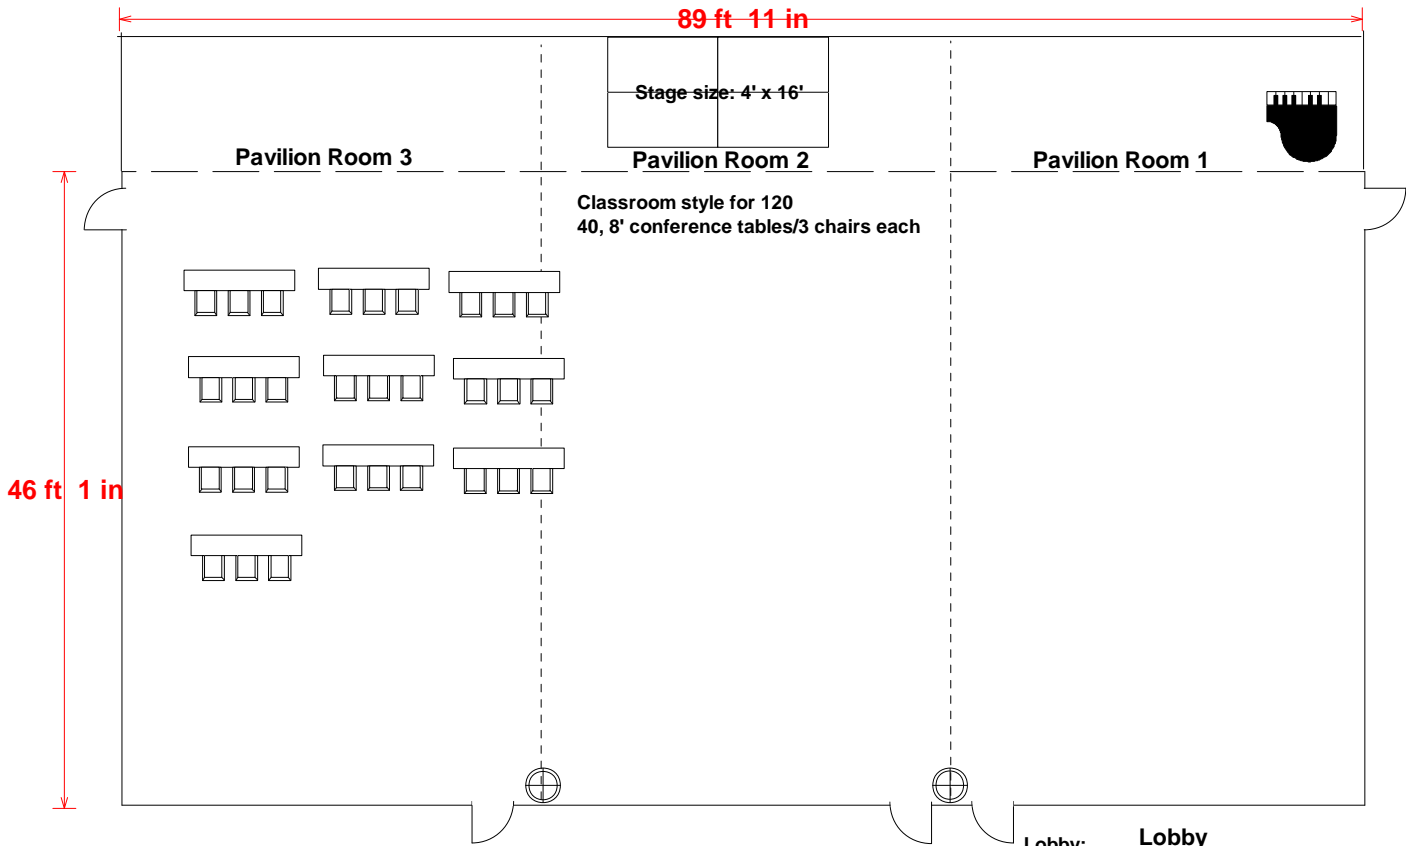 89 ft 11 in
Stage size: 4' x 16'
Pavilion Room 3
Pavilion Room 2
Pavilion Room 1
Classroom style for 120
40, 8' conference tables/3 chairs each
46 ft 1 in
Lobby:
Lobby